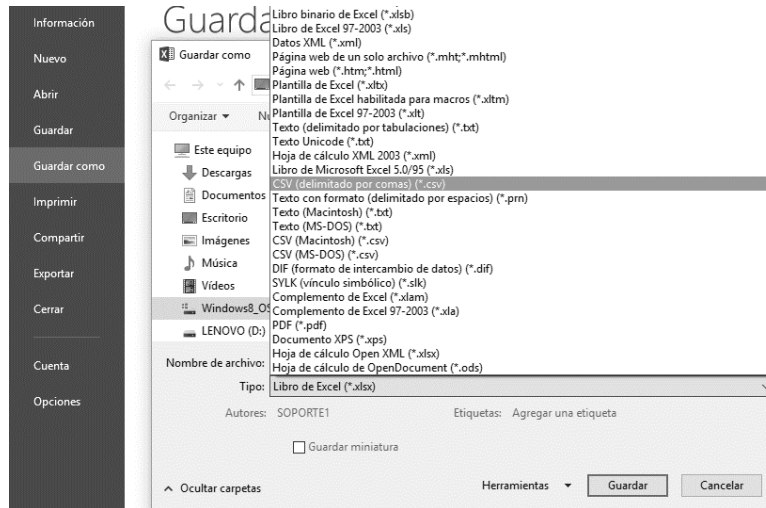 Información
Nuevo
Abrir
Guardar
Guardar como
Imprimir
Compartir
Exportar
Cerrar
Cuenta
Opciones
Guarda
Guardar como
Organizar
Nu
Este equipo
Descargas
Documentos
Escritorio
Imágenes
Música
Vídeos
Windows8_OS
LENOVO (D:)
Libro binario de Excel (*.xlsb)
Libro de Excel 97-2003 (*.xls)
Datos XML (*.xml)
Página web de un solo archivo (*.mht;*.mhtml)
Página web (*.htm;*.html)
Plantilla de Excel (*.xltx)
Plantilla de Excel habilitada para macros (*.xltm)
Plantilla de Excel 97-2003 (*.xlt)
Texto (delimitado por tabulaciones) (*.txt)
Texto Unicode (*.txt)
Hoja de cálculo XML 2003 (*.xml)
Libro de Microsoft Excel 5.0/95 (*.xls)
CSV (delimitado por comas) (*.csv)
Texto con formato (delimitado por espacios) (*.prn)
Texto (Macintosh) (*.txt)
Texto (MS-DOS) (*.txt)
CSV (Macintosh) (*.csv)
CSV (MS-DOS) (*.csv)
DIF (formato de intercambio de datos) (*.dif)
SYLK (vínculo simbólico) (*.slk)
Complemento de Excel (*.xlam)
Complemento de Excel 97-2003 (*.xla)
PDF (*.pdf)
Documento XPS (*.xps)
Hoja de cálculo Open XML (*.xlsx)
Hoja de cálculo de OpenDocument (*.ods)
Nombre de archivo:
Tipo: Libro de Excel (*.xlsx)
Autores: SOPORTE1 Etiquetas: Agregar una etiqueta
Guardar miniatura
Ocultar carpetas Herramientas Guardar Cancelar